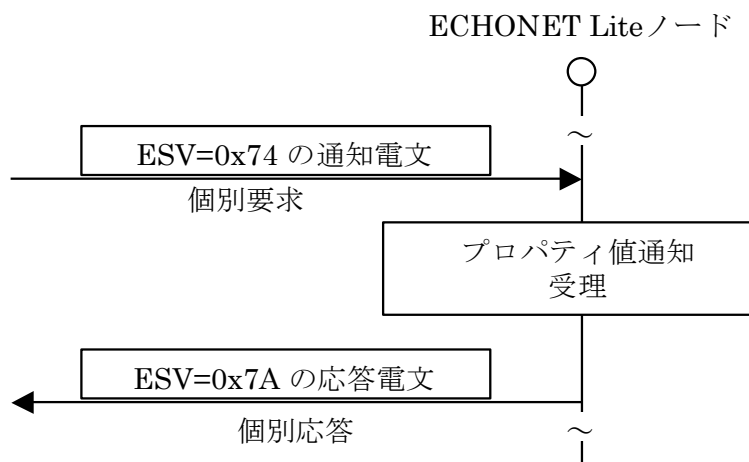 ECHONET Liteノード
～
ESV=0x74 の通知電文
個別要求
プロパティ値通知
受理
ESV=0x7A の応答電文
個別応答
～